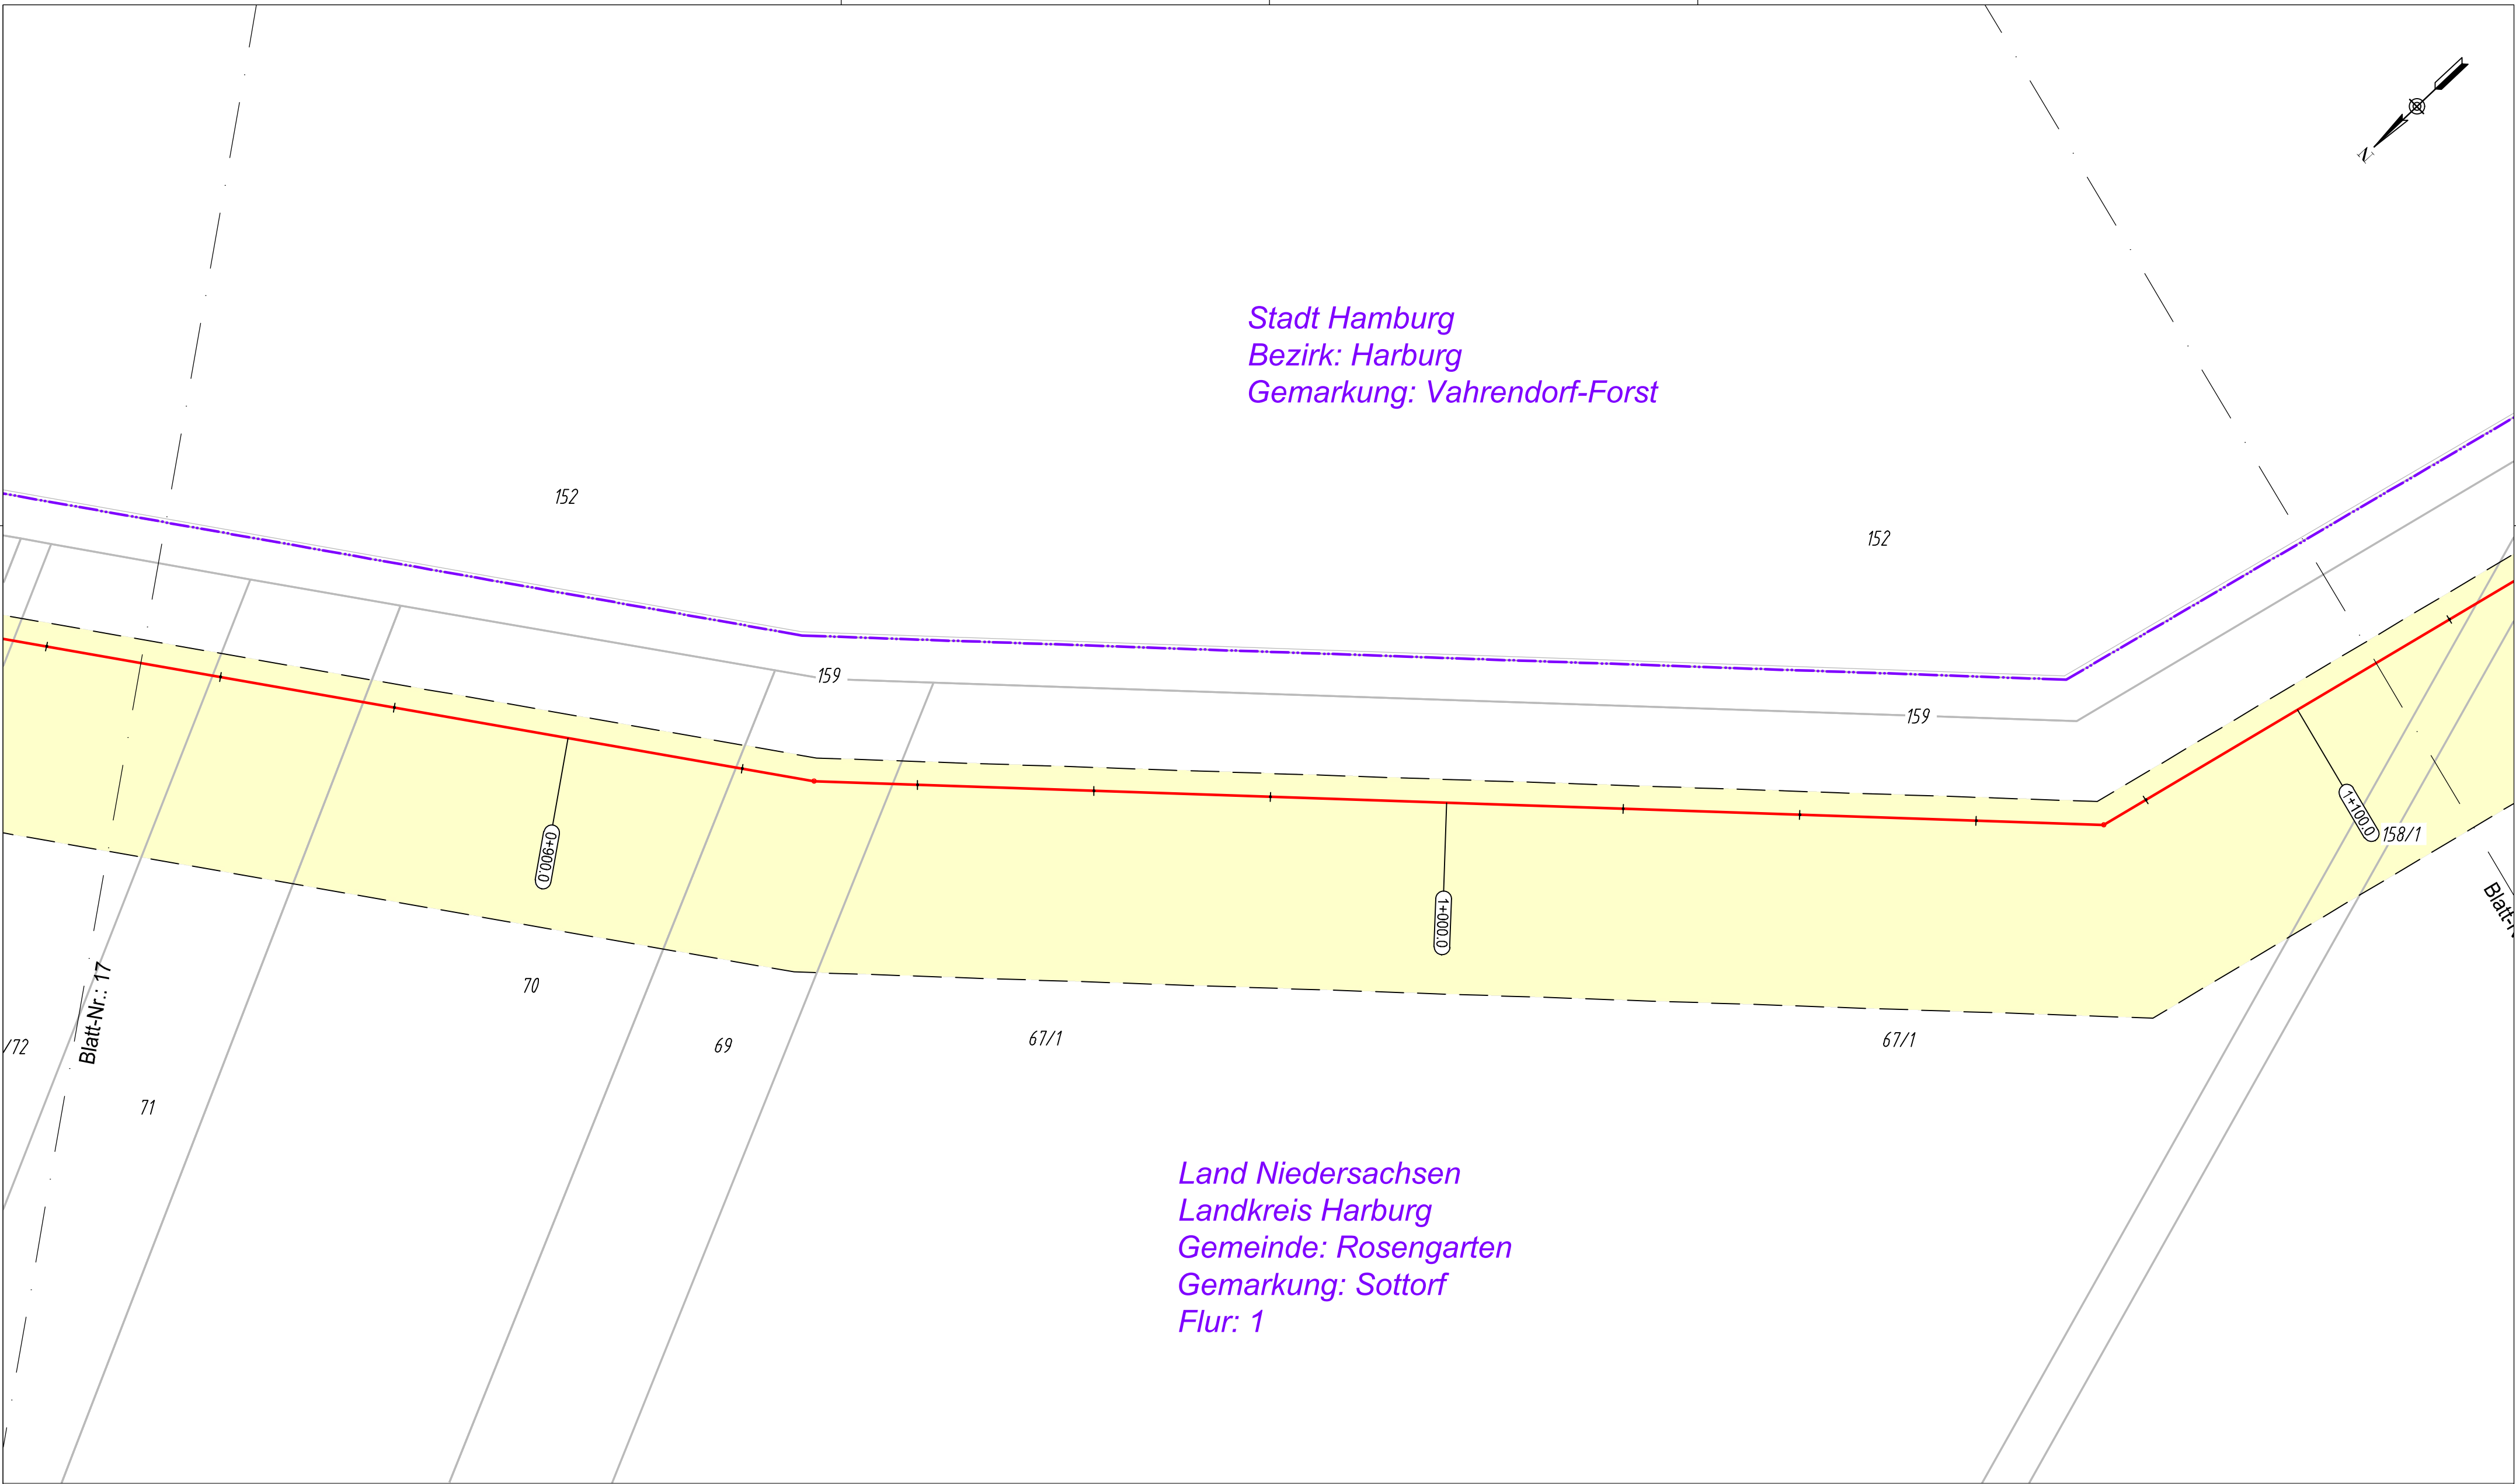 N
Stadt Hamburg
Bezirk: Harburg
Gemarkung: Vahrendorf-Forst
152
152
159
159
0+900.0
1+000.0
1+100.0
158/1
Blatt-Nr.: 17
70
69
67/1
67/1
/72
71
Land Niedersachsen
Landkreis Harburg
Gemeinde: Rosengarten
Gemarkung: Sottorf
Flur: 1